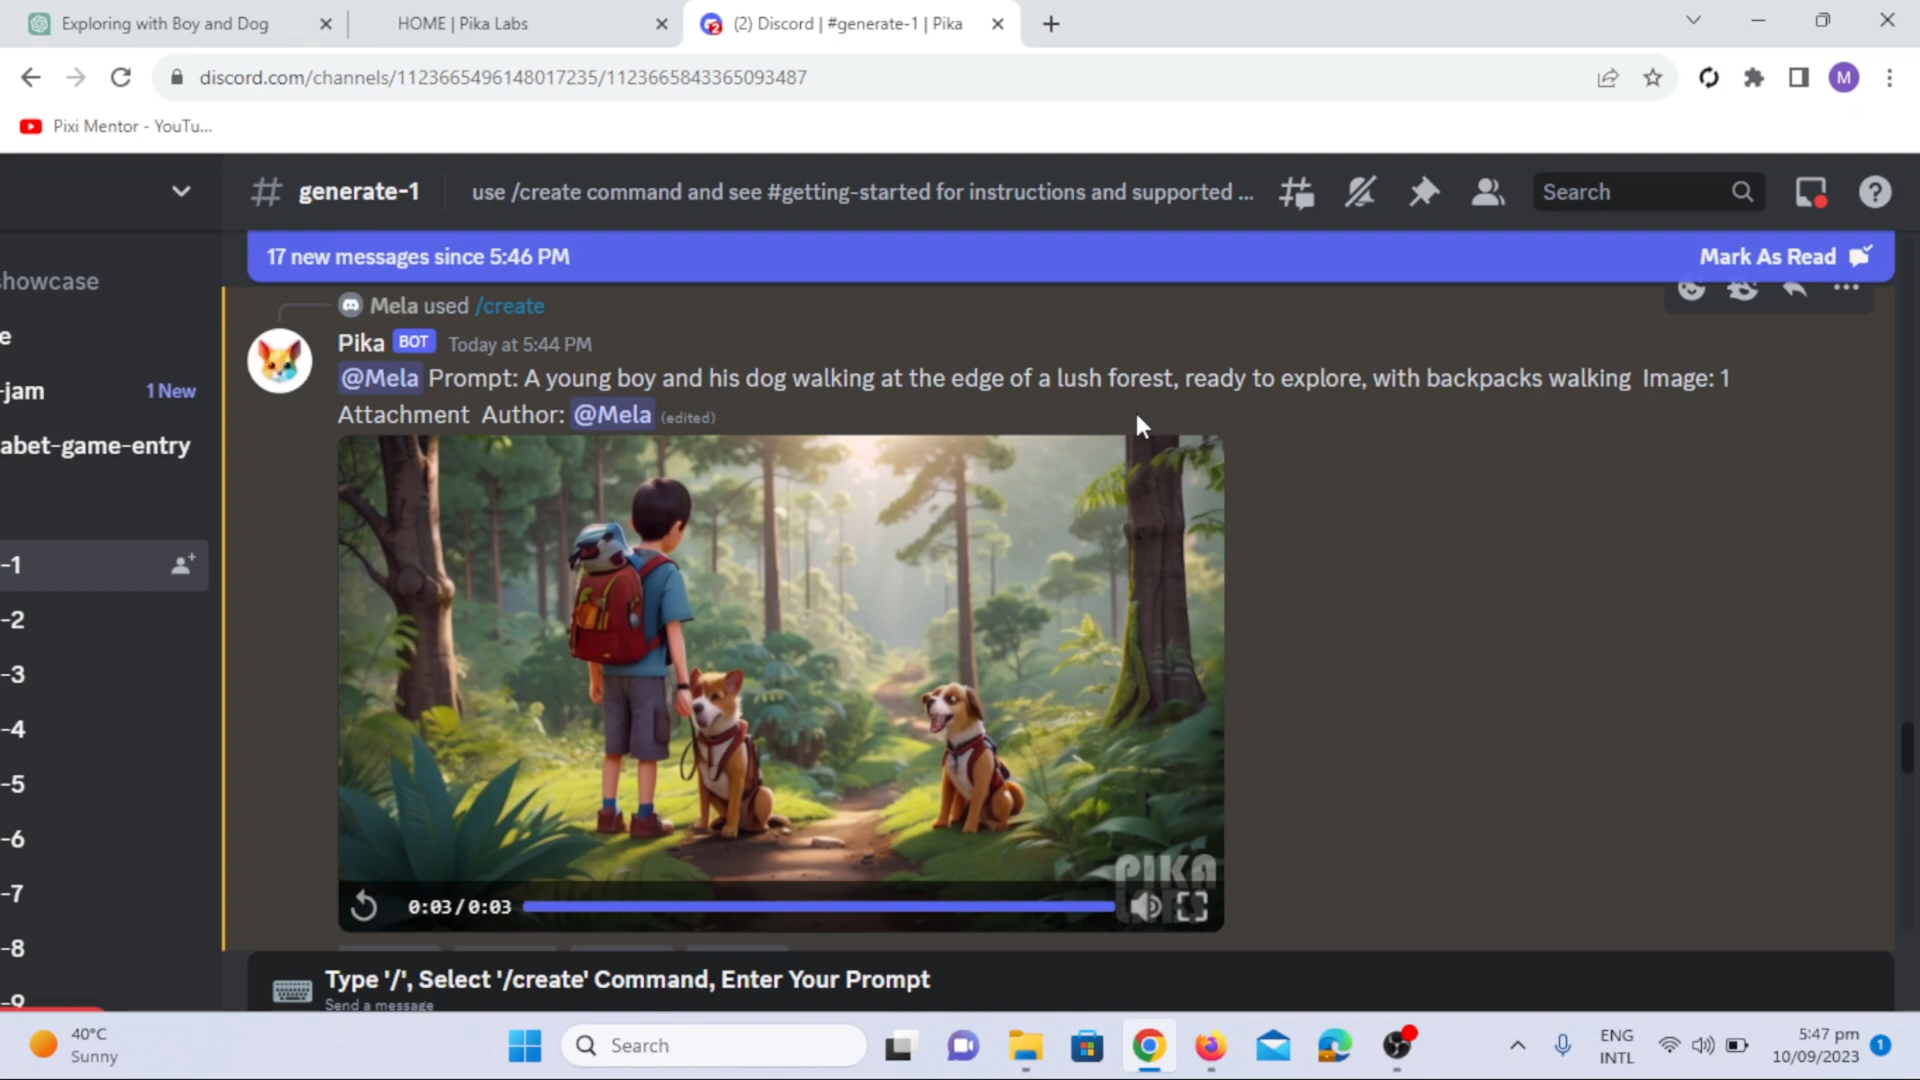 Exploring with Boy and Dog
HOME | Pika Labs
(2) Discord | #generate-1 | Pika
discord.com/channels/1123665496148017235/1123665843365093487
M
Pixi Mentor - YouTu...
generate-1
use /create command and see #getting-started for instructions and supported ...
Search
17 new messages since 5:46 PM
Mark As Read
howcase
e
-jam
1 New
abet-game-entry
-1
-2
-3
-4
-5
-6
-7
-8
-9
Mela used /create
Pika BOT Today at 5:44 PM
@Mela Prompt: A young boy and his dog walking at the edge of a lush forest, ready to explore, with backpacks walking Image: 1
Attachment Author: @Mela (edited)
PIKA
LABS
0:03/0:03
Type '/', Select '/create' Command, Enter Your Prompt
Send a message
40°C
Sunny
Search
ENG
INTL
5:47 pm
10/09/2023
1